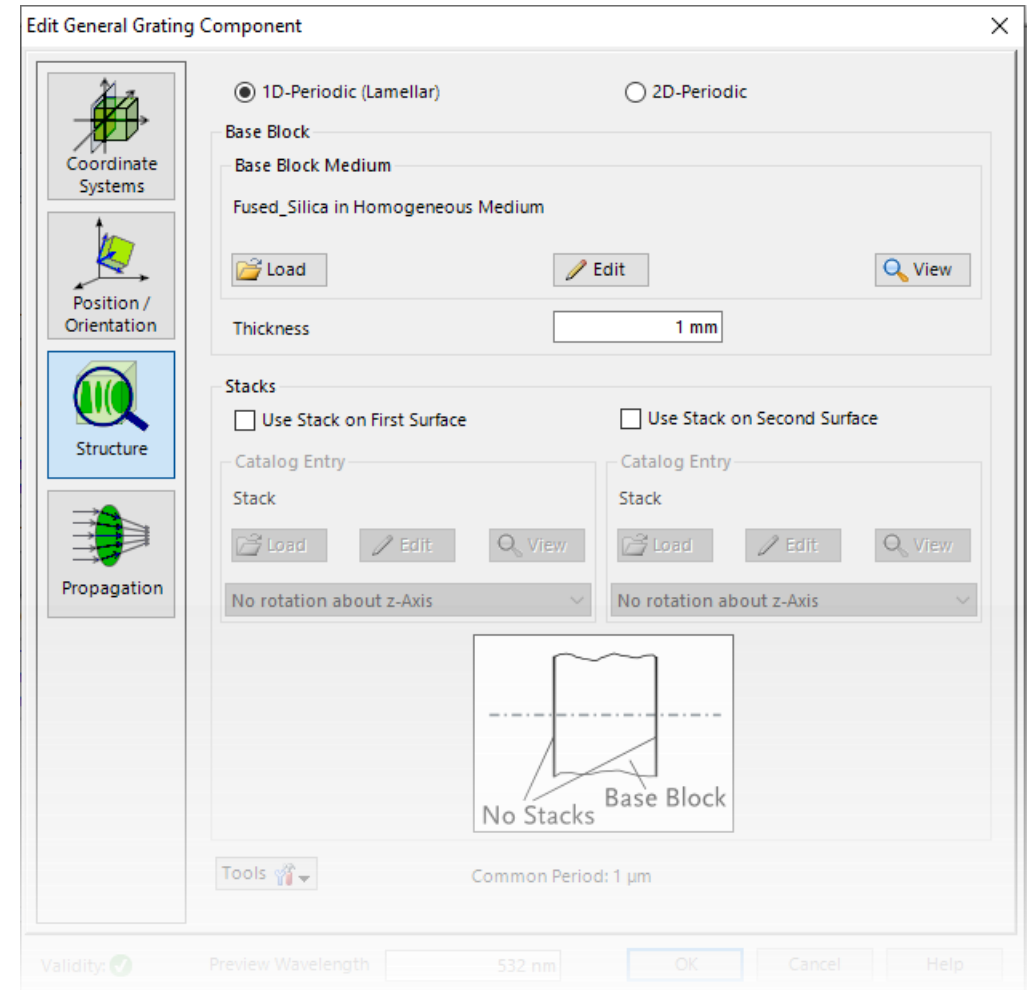 Edit General Grating Component
Coordinate
Systems
Position /
Orientation
Structure
Propagation
1D-Periodic (Lamellar) 2D-Periodic
Base Block
Base Block Medium
Fused_Silica in Homogeneous Medium
Load Edit View
Thickness 1 mm
Stacks
Use Stack on First Surface Use Stack on Second Surface
Catalog Entry Catalog Entry
Stack Stack
Load Edit View Load Edit View
No rotation about z-Axis No rotation about z-Axis
No Stacks Base Block
Tools Common Period: 1 µm
Validity: Preview Wavelength 532 nm OK Cancel Help